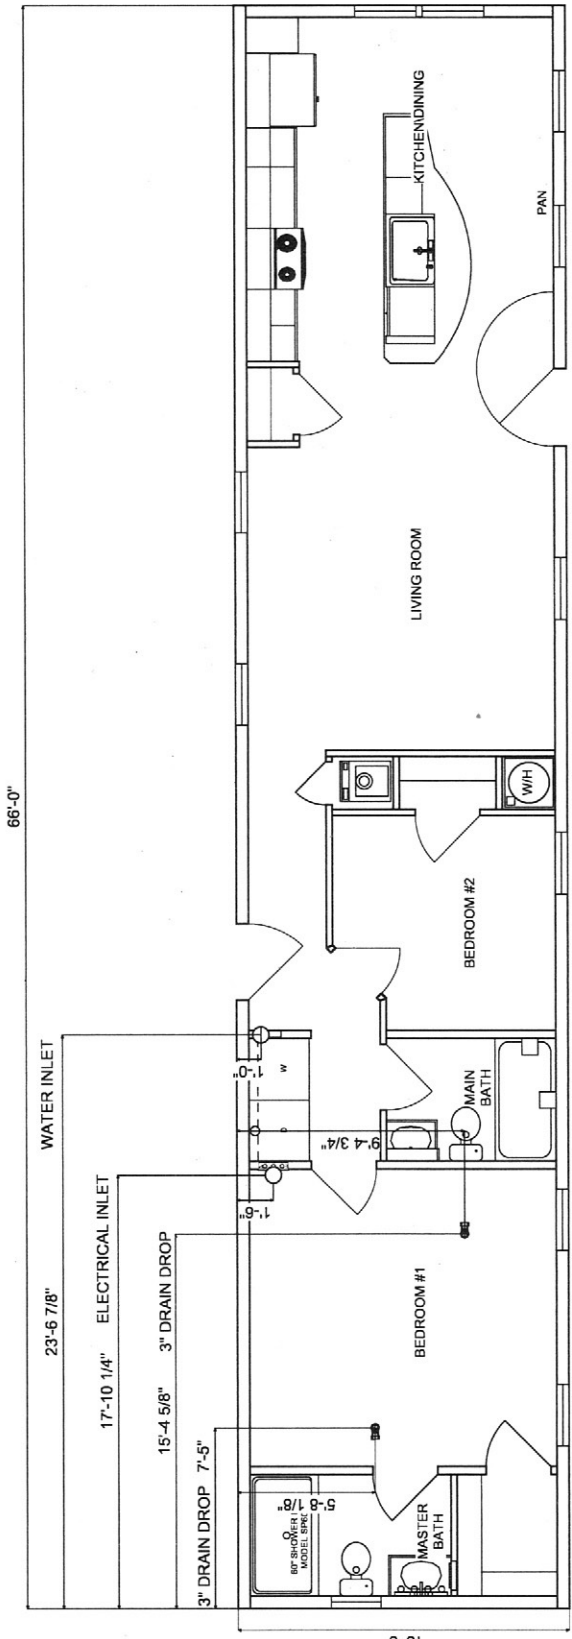 66'-0"
WATER INLET
23'-6 7/8"
ELECTRICAL INLET
17'-10 1/4"
3" DRAIN DROP
15'-4 5/8"
3" DRAIN DROP 7'-5"
KITCHEN\DINING
PAN
LIVING ROOM
W/H
BEDROOM #2
1'-0"
W
D
9'-4 3/4"
MAIN
BATH
1'-6"
BEDROOM #1
5'-8 1/8"
60" SHOWER
MODEL
MASTER
BATH